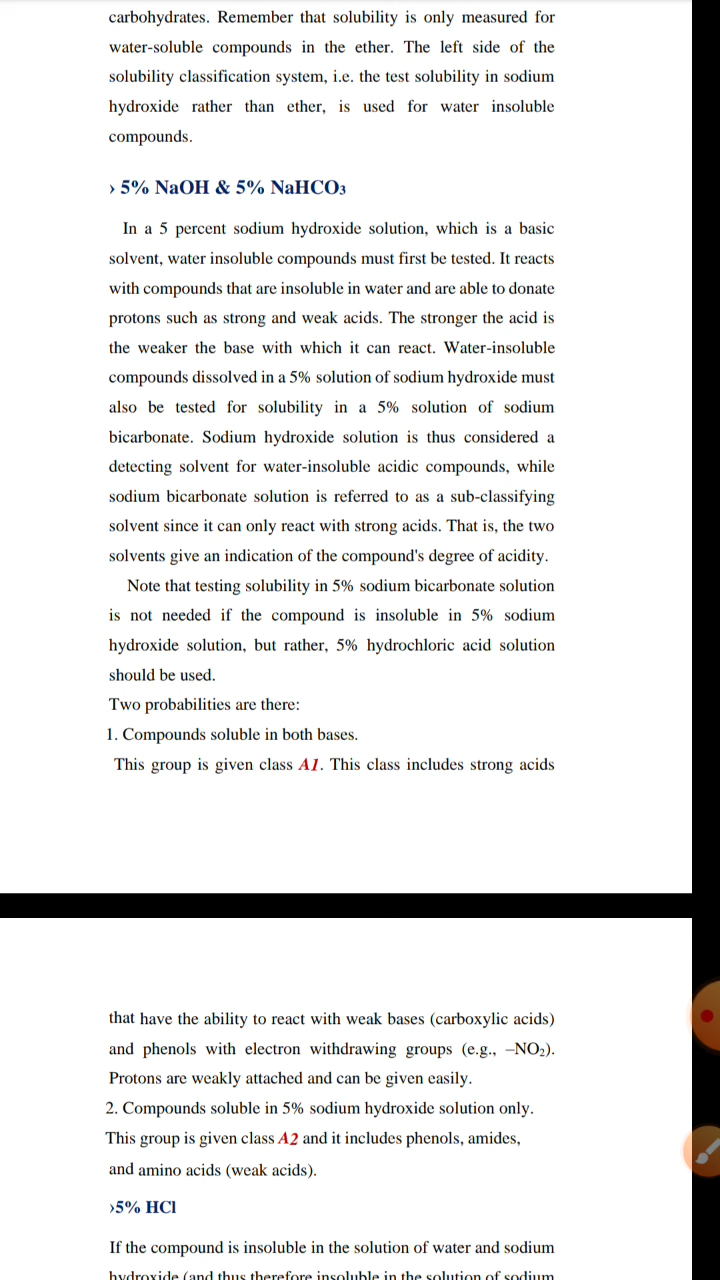 carbohydrates. Remember that solubility is only measured for
water-soluble compounds in the ether. The left side of the
solubility classification system, i.e. the test solubility in sodium
hydroxide rather than ether, is used for water insoluble
compounds.
› 5% NaOH & 5% NaHCO₃
In a 5 percent sodium hydroxide solution, which is a basic
solvent, water insoluble compounds must first be tested. It reacts
with compounds that are insoluble in water and are able to donate
protons such as strong and weak acids. The stronger the acid is
the weaker the base with which it can react. Water-insoluble
compounds dissolved in a 5% solution of sodium hydroxide must
also be tested for solubility in a 5% solution of sodium
bicarbonate. Sodium hydroxide solution is thus considered a
detecting solvent for water-insoluble acidic compounds, while
sodium bicarbonate solution is referred to as a sub-classifying
solvent since it can only react with strong acids. That is, the two
solvents give an indication of the compound's degree of acidity.
Note that testing solubility in 5% sodium bicarbonate solution
is not needed if the compound is insoluble in 5% sodium
hydroxide solution, but rather, 5% hydrochloric acid solution
should be used.
Two probabilities are there:
1. Compounds soluble in both bases.
This group is given class A1. This class includes strong acids
that have the ability to react with weak bases (carboxylic acids)
and phenols with electron withdrawing groups (e.g., –NO₂).
Protons are weakly attached and can be given easily.
2. Compounds soluble in 5% sodium hydroxide solution only.
This group is given class A2 and it includes phenols, amides,
and amino acids (weak acids).
›5% HCl
If the compound is insoluble in the solution of water and sodium
hydroxide (and thus therefore insoluble in the solution of sodium